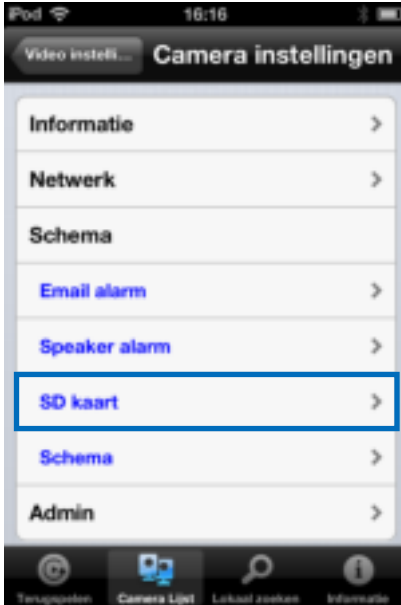 iPod 16:16
Video instelli... Camera instellingen
Informatie
Netwerk
Schema
Email alarm
Speaker alarm
SD kaart
Schema
Admin
Terugspelen Camera Lijst Lokaal zoeken Informatie